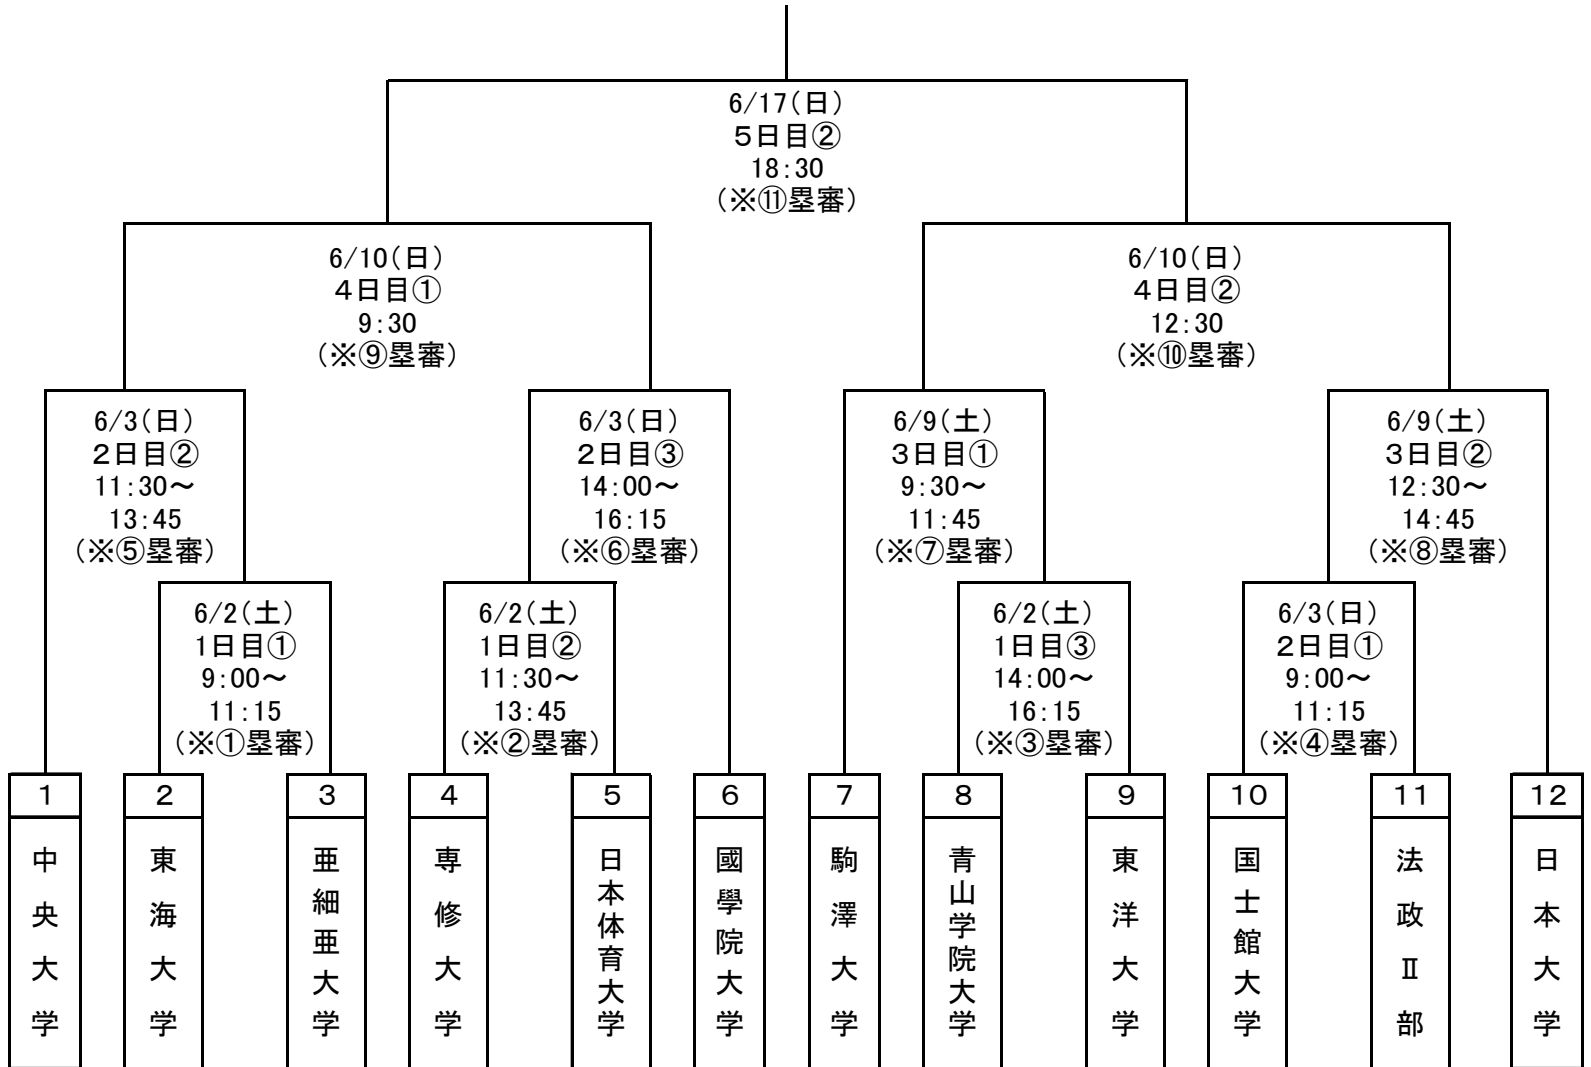 6/17(日)
5日目②
18:30
(※⑪塁審)
6/10(日)
4日目①
9:30
(※⑨塁審)
6/10(日)
4日目②
12:30
(※⑩塁審)
6/3(日)
2日目②
11:30～
13:45
(※⑤塁審)
6/3(日)
2日目③
14:00～
16:15
(※⑥塁審)
6/9(土)
3日目①
9:30～
11:45
(※⑦塁審)
6/9(土)
3日目②
12:30～
14:45
(※⑧塁審)
6/2(土)
1日目①
9:00～
11:15
(※①塁審)
6/2(土)
1日目②
11:30～
13:45
(※②塁審)
6/2(土)
1日目③
14:00～
16:15
(※③塁審)
6/3(日)
2日目①
9:00～
11:15
(※④塁審)
1
中央大学
2
東海大学
3
亜細亜大学
4
専修大学
5
日本体育大学
6
國學院大学
7
駒澤大学
8
青山学院大学
9
東洋大学
10
国士館大学
11
法政Ⅱ部
12
日本大学